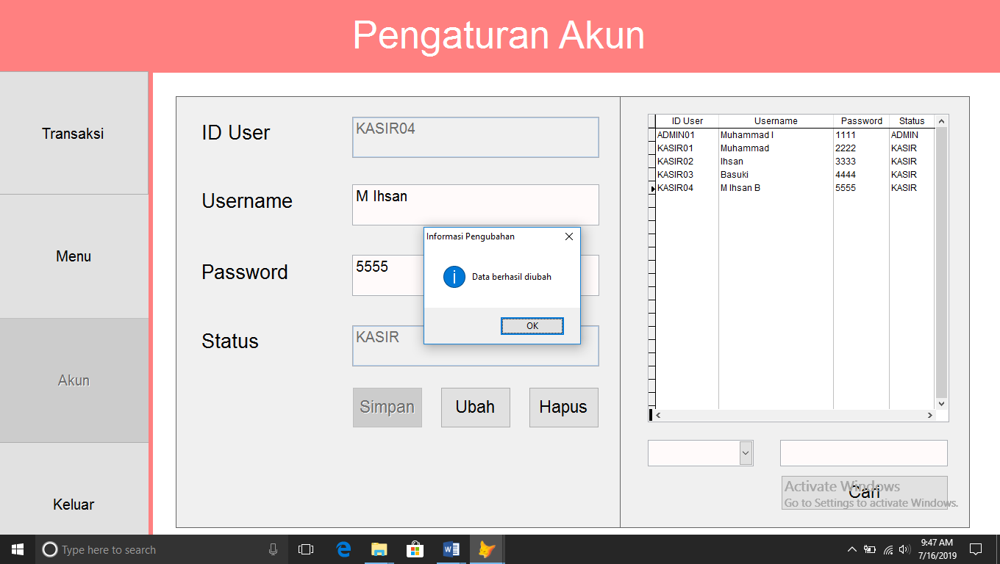 Pengaturan Akun
Transaksi
Menu
Akun
Keluar
ID User
KASIR04
Username
M Ihsan
Password
5555
Status
KASIR
Simpan Ubah Hapus
Informasi Pengubahan
Data berhasil diubah
OK
ID User Username Password Status
ADMIN01 Muhammad I 1111 ADMIN
KASIR01 Muhammad 2222 KASIR
KASIR02 Ihsan 3333 KASIR
KASIR03 Basuki 4444 KASIR
KASIR04 M Ihsan B 5555 KASIR
Cari
Activate Windows
Go to Settings to activate Windows.
Type here to search
9:47 AM
7/16/2019